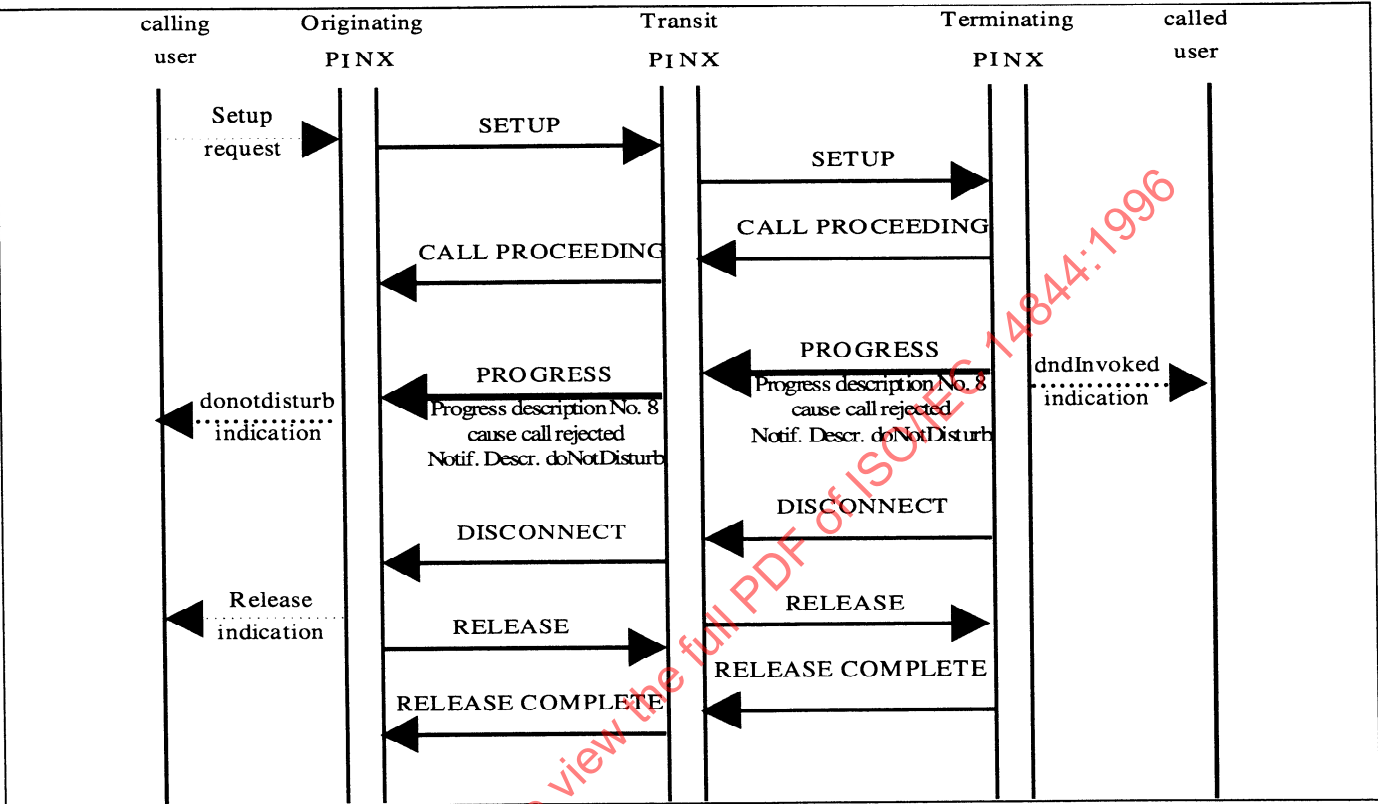 calling Originating Transit Terminating called
user PINX PINX PINX user
Setup
request
SETUP
SETUP
CALL PROCEEDING
CALL PROCEEDING
PROGRESS
Progress description No. 8
cause call rejected
Notif. Descr. doNotDisturb
dndInvoked
indication
PROGRESS
Progress description No. 8
cause call rejected
Notif. Descr. doNotDisturb
donotdisturb
indication
DISCONNECT
DISCONNECT
Release
indication
RELEASE
RELEASE
RELEASE COMPLETE
RELEASE COMPLETE
view the full PDF of ISO/IEC 14844:1996